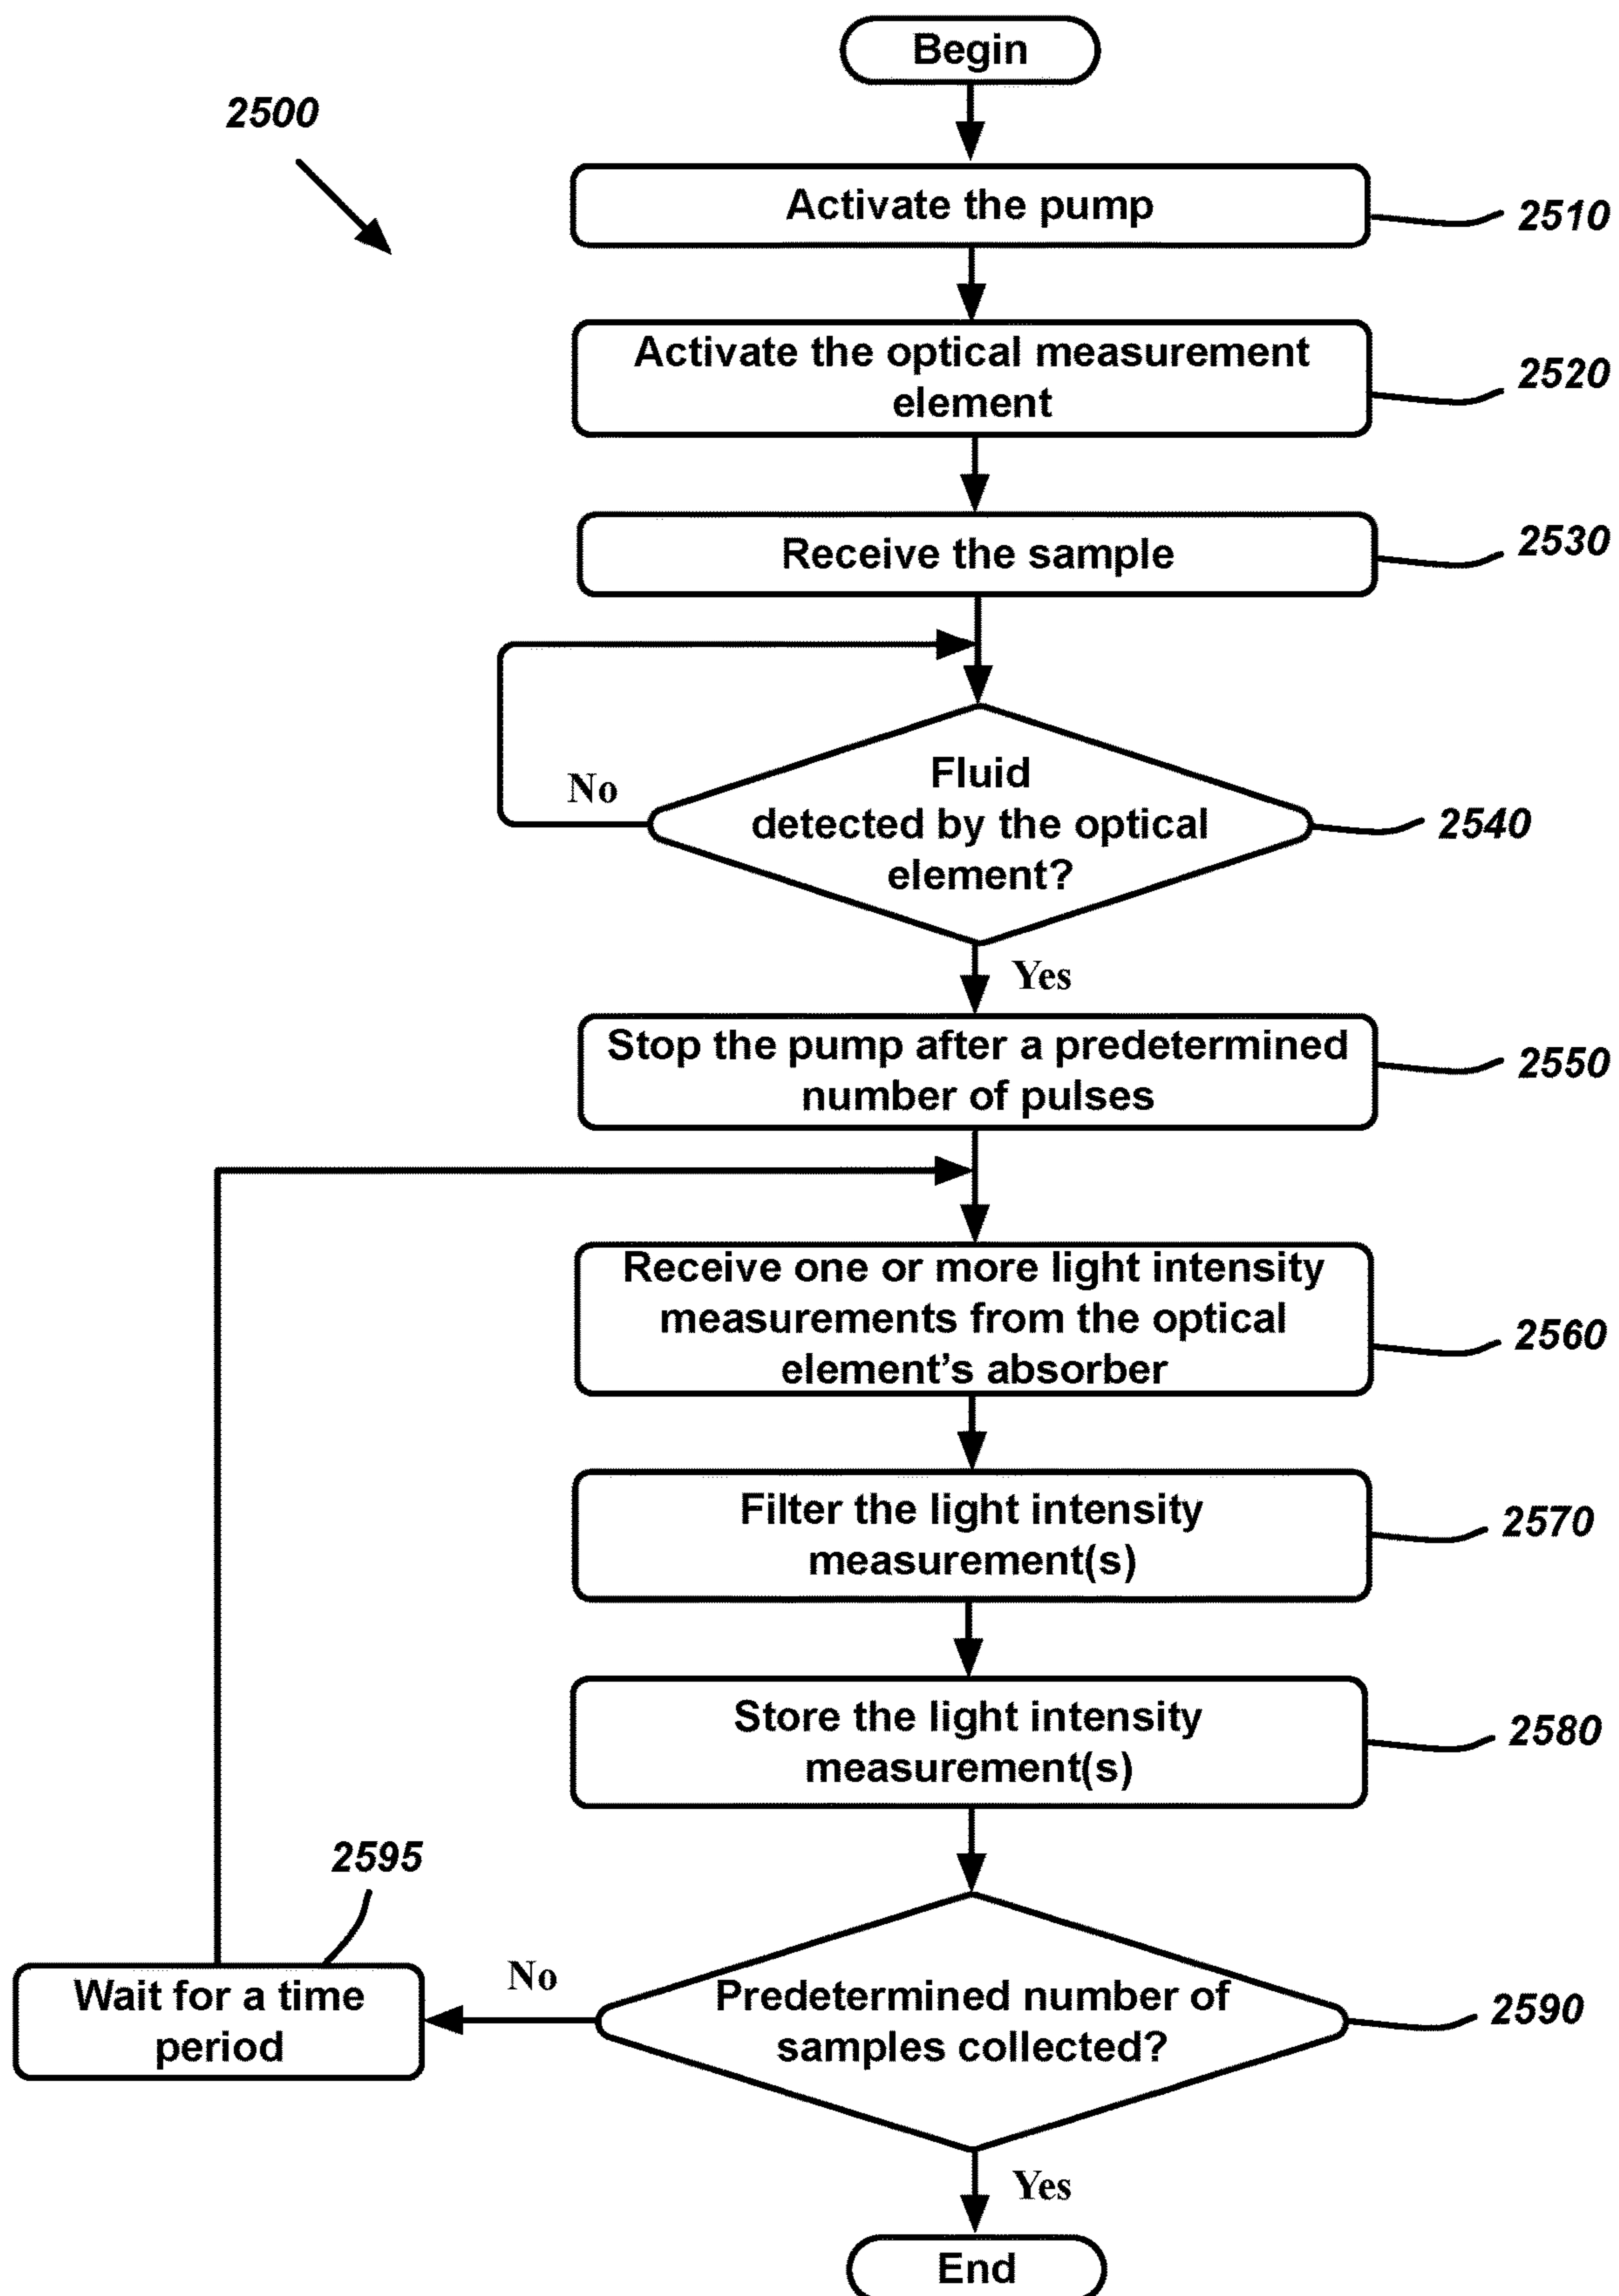 Begin
2500
Activate the pump
2510
Activate the optical measurement
element
2520
Receive the sample
2530
Fluid
detected by the optical
element?
No
2540
Yes
Stop the pump after a predetermined
number of pulses
2550
Receive one or more light intensity
measurements from the optical
element’s absorber
2560
Filter the light intensity
measurement(s)
2570
Store the light intensity
measurement(s)
2580
2595
Wait for a time
period
No
Predetermined number of
samples collected?
2590
Yes
End